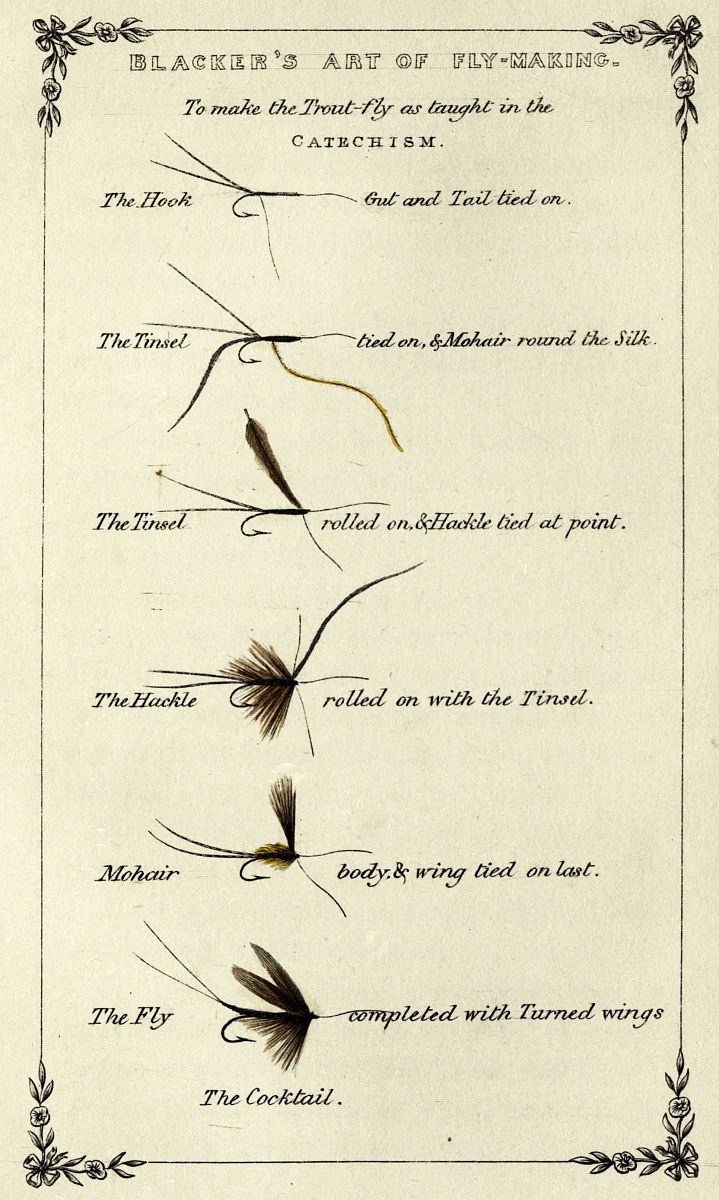 BLACKER'S ART OF FLY-MAKING.
To make the Trout-fly as taught in the
CATECHISM.
The Hook Gut and Tail tied on.
The Tinsel tied on, & Mohair round the Silk.
The Tinsel rolled on, & Hackle tied at point.
The Hackle rolled on with the Tinsel.
Mohair body, & wing tied on last.
The Fly completed with Turned wings
The Cocktail.